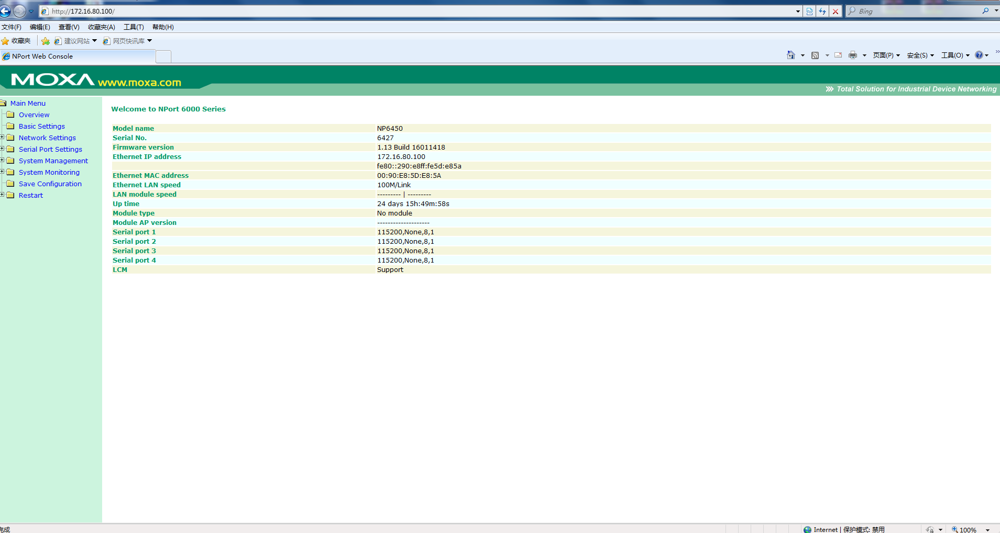 http://172.16.80.100/
Bing
文件(F) 编辑(E) 查看(V) 收藏夹(A) 工具(T) 帮助(H)
收藏夹 建议网站 网页快讯库
NPort Web Console
页面(P) 安全(S) 工具(O)
MOXA www.moxa.com
Total Solution for Industrial Device Networking
Main Menu
Overview
Basic Settings
Network Settings
Serial Port Settings
System Management
System Monitoring
Save Configuration
Restart
Welcome to NPort 6000 Series
Model name NP6450
Serial No. 6427
Firmware version 1.13 Build 16011418
Ethernet IP address 172.16.80.100
fe80::290:e8ff:fe5d:e85a
Ethernet MAC address 00:90:E8:5D:E8:5A
Ethernet LAN speed 100M/Link
LAN module speed --------- | ---------
Up time 24 days 15h:49m:58s
Module type No module
Module AP version --------------------
Serial port 1 115200,None,8,1
Serial port 2 115200,None,8,1
Serial port 3 115200,None,8,1
Serial port 4 115200,None,8,1
LCM Support
完成
Internet | 保护模式: 禁用
100%